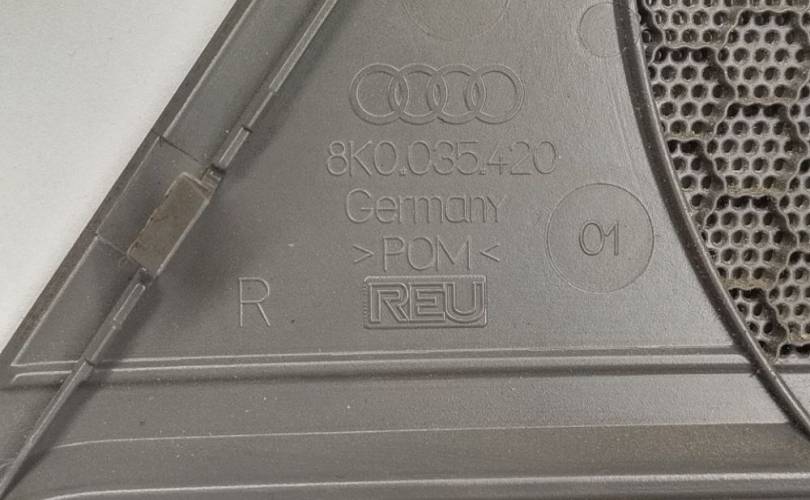 8K0.035.420
Germany
>POM<
01
R
REU